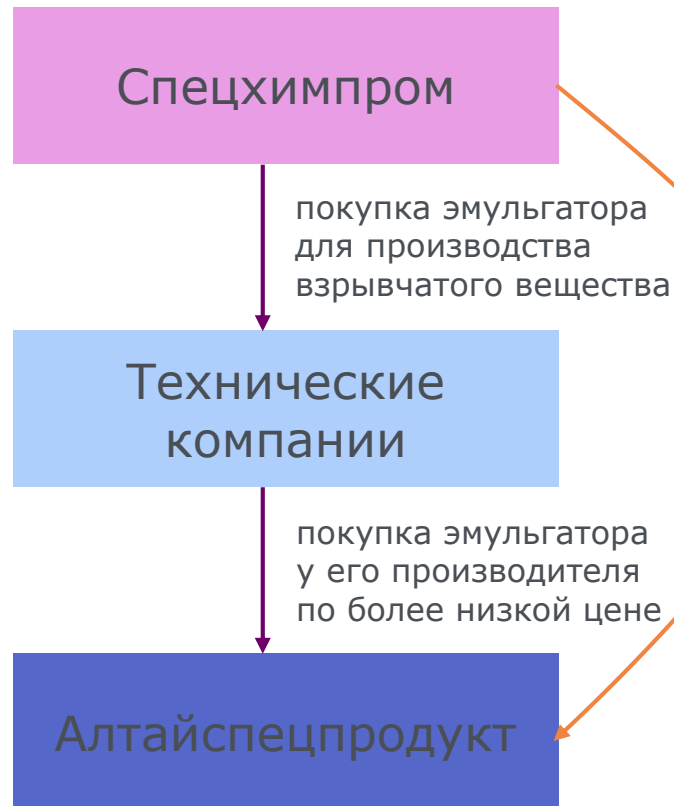 Спецхимпром
покупка эмульгатора
для производства
взрывчатого вещества
Технические
компании
покупка эмульгатора
у его производителя
по более низкой цене
Алтайспецпродукт